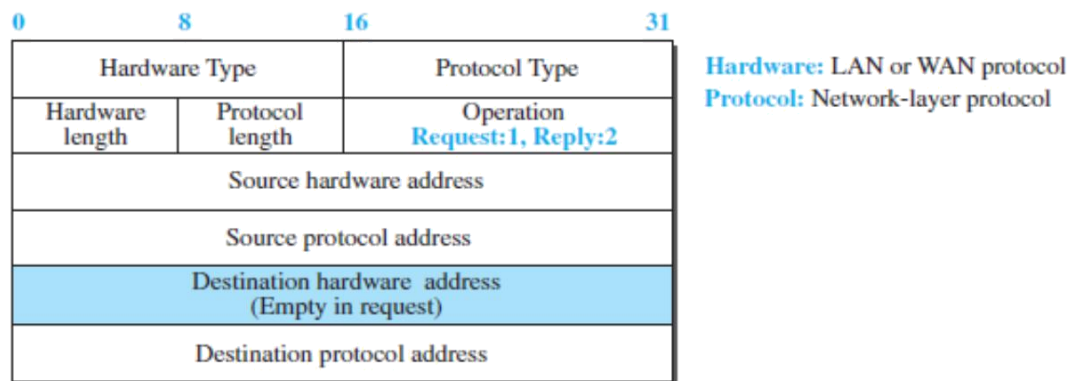 0 8 16 31
Hardware Type Protocol Type
Hardware: LAN or WAN protocol
Protocol: Network-layer protocol
Hardware length
Protocol length
Operation
Request:1, Reply:2
Source hardware address
Source protocol address
Destination hardware address
(Empty in request)
Destination protocol address